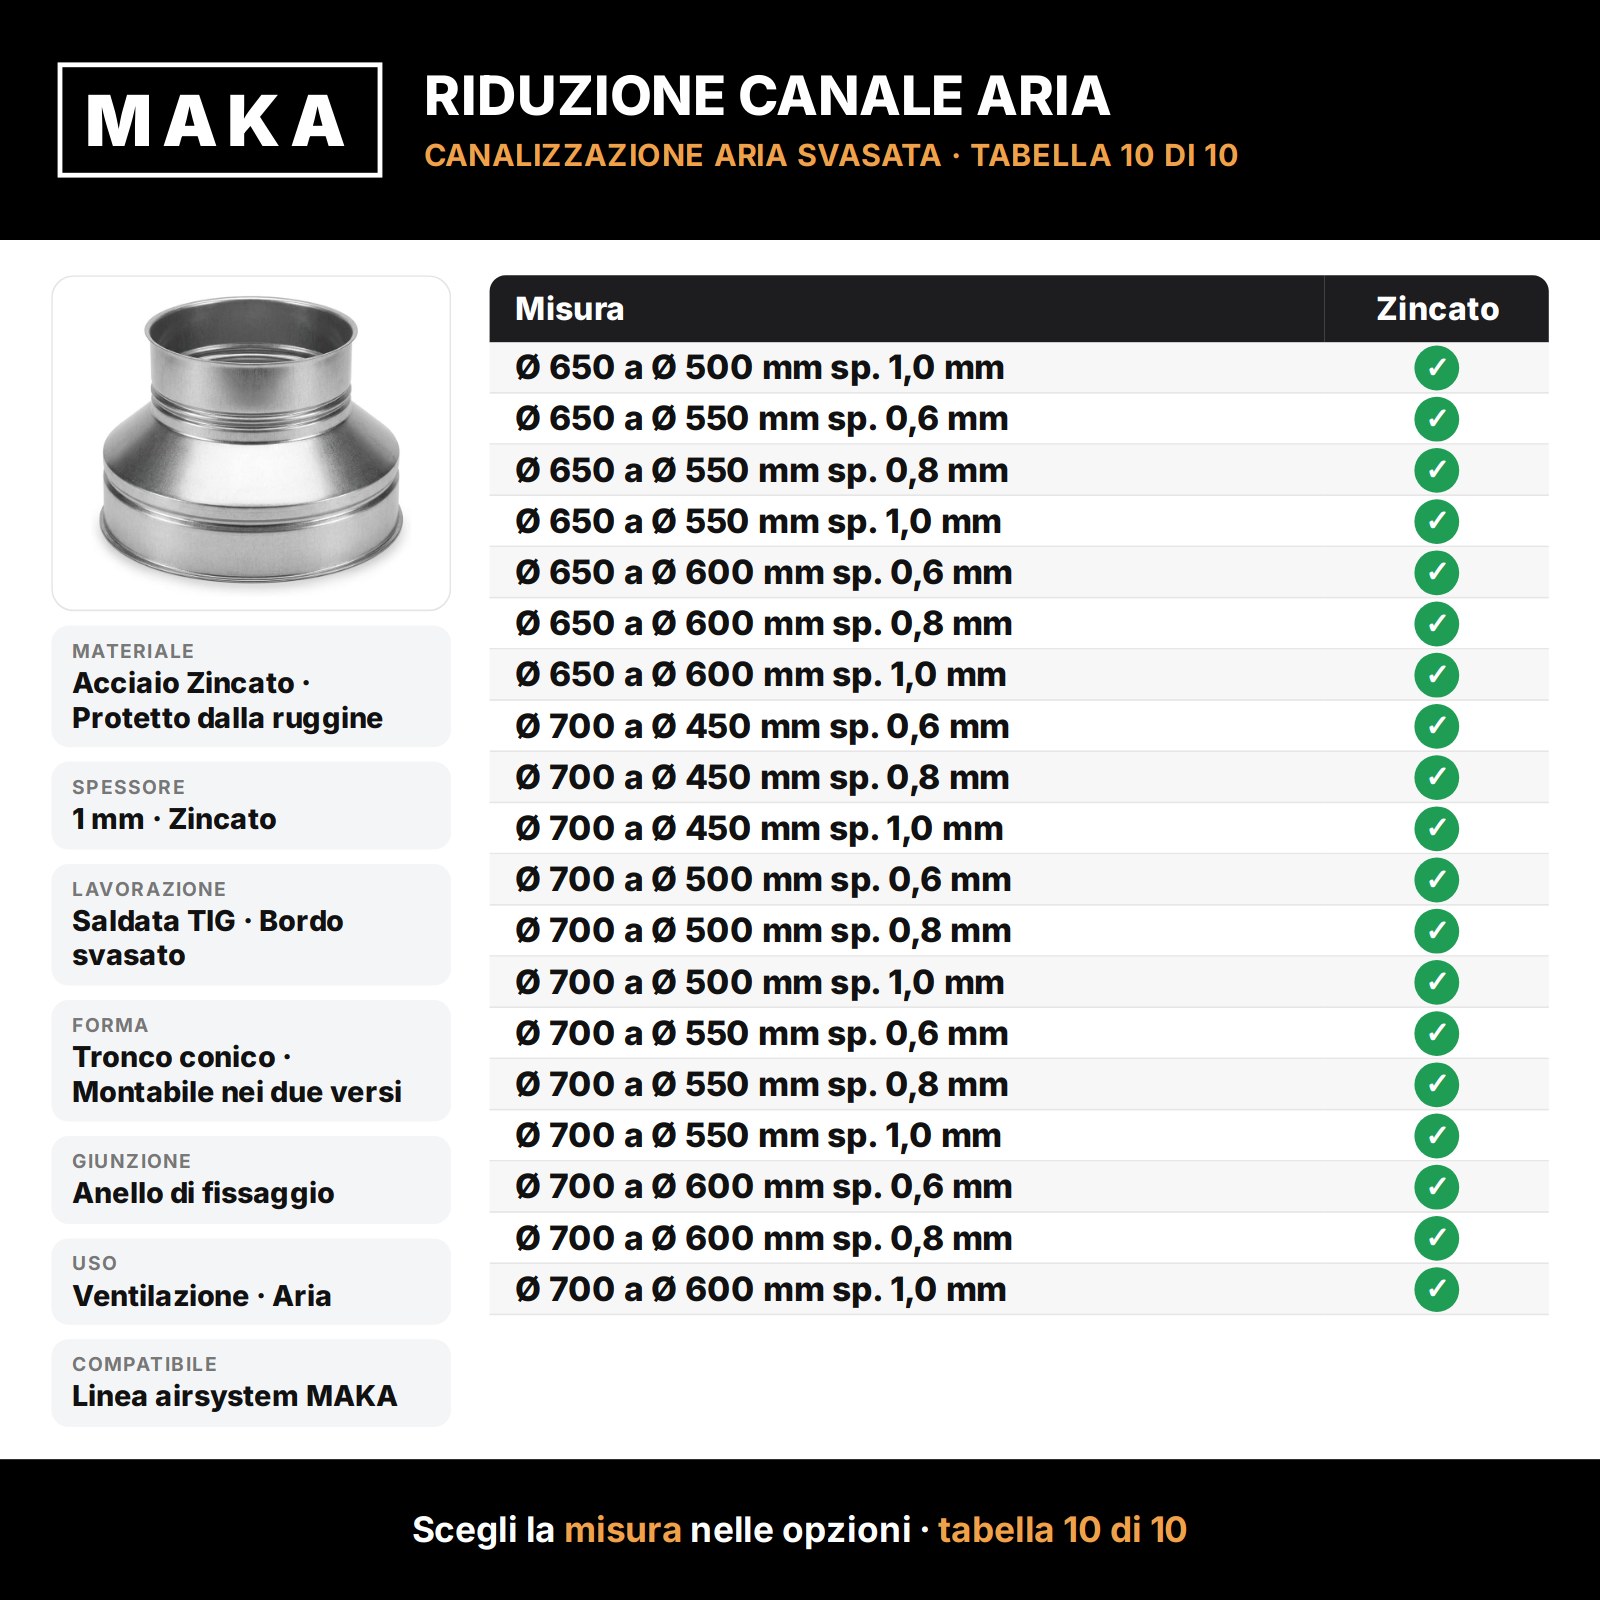 MAKA
RIDUZIONE CANALE ARIA
CANALIZZAZIONE ARIA SVASATA · TABELLA 10 DI 10
MATERIALE
Acciaio Zincato ·
Protetto dalla ruggine
SPESSORE
1 mm · Zincato
LAVORAZIONE
Saldata TIG · Bordo
svasato
FORMA
Tronco conico ·
Montabile nei due versi
GIUNZIONE
Anello di fissaggio
USO
Ventilazione · Aria
COMPATIBILE
Linea airsystem MAKA
Misura Zincato
Ø 650 a Ø 500 mm sp. 1,0 mm ✓
Ø 650 a Ø 550 mm sp. 0,6 mm ✓
Ø 650 a Ø 550 mm sp. 0,8 mm ✓
Ø 650 a Ø 550 mm sp. 1,0 mm ✓
Ø 650 a Ø 600 mm sp. 0,6 mm ✓
Ø 650 a Ø 600 mm sp. 0,8 mm ✓
Ø 650 a Ø 600 mm sp. 1,0 mm ✓
Ø 700 a Ø 450 mm sp. 0,6 mm ✓
Ø 700 a Ø 450 mm sp. 0,8 mm ✓
Ø 700 a Ø 450 mm sp. 1,0 mm ✓
Ø 700 a Ø 500 mm sp. 0,6 mm ✓
Ø 700 a Ø 500 mm sp. 0,8 mm ✓
Ø 700 a Ø 500 mm sp. 1,0 mm ✓
Ø 700 a Ø 550 mm sp. 0,6 mm ✓
Ø 700 a Ø 550 mm sp. 0,8 mm ✓
Ø 700 a Ø 550 mm sp. 1,0 mm ✓
Ø 700 a Ø 600 mm sp. 0,6 mm ✓
Ø 700 a Ø 600 mm sp. 0,8 mm ✓
Ø 700 a Ø 600 mm sp. 1,0 mm ✓
Scegli la misura nelle opzioni · tabella 10 di 10